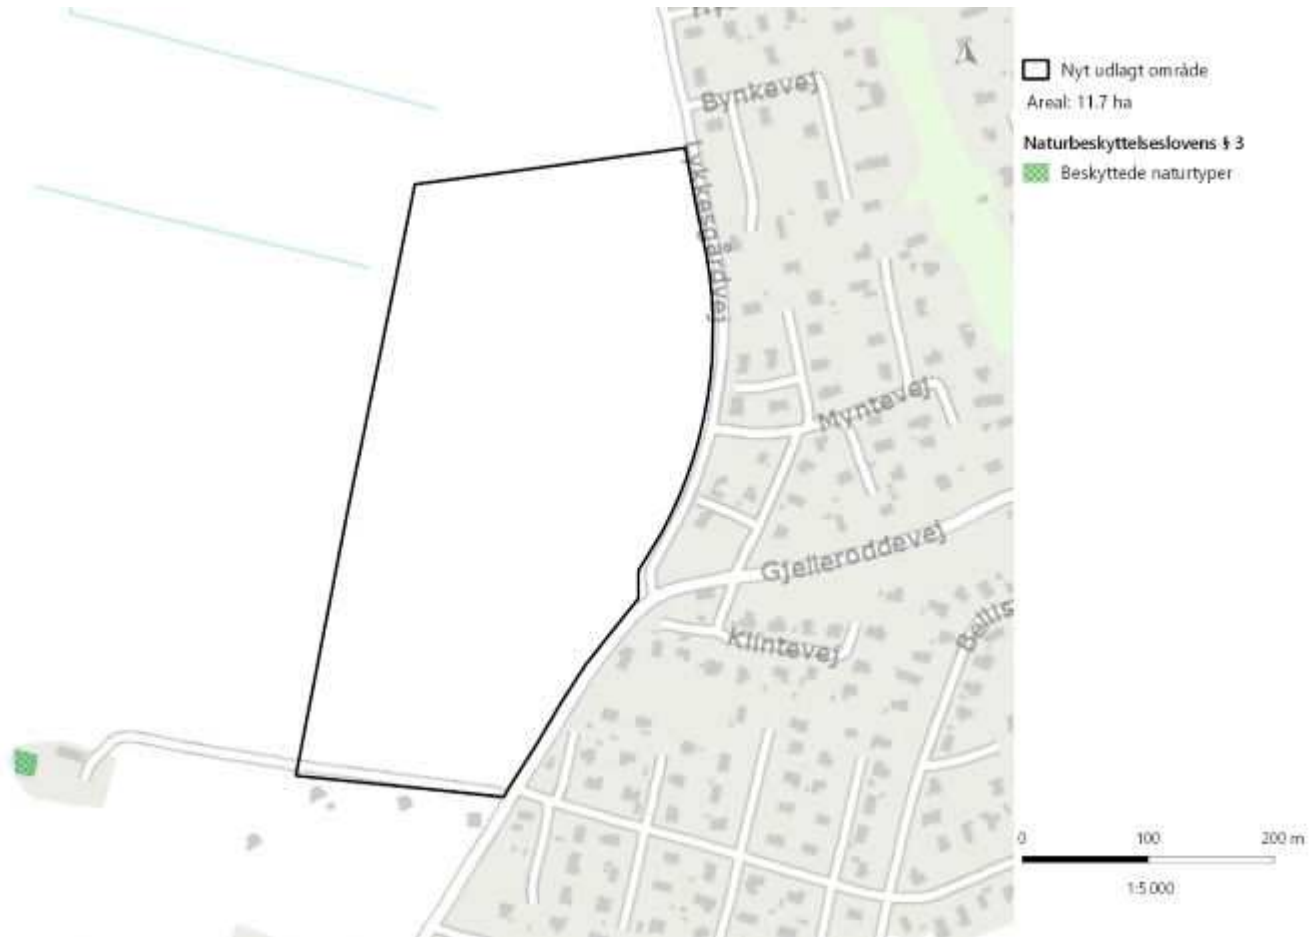 Bynkevej
Lykkesgårdvej
Myntevej
Gjelleroddevej
Klintevej
Nyt udlagt område
Areal: 11.7 ha
Naturbeskyttelseslovens § 3
Beskyttede naturtyper
0 100 200 m
1:5 000